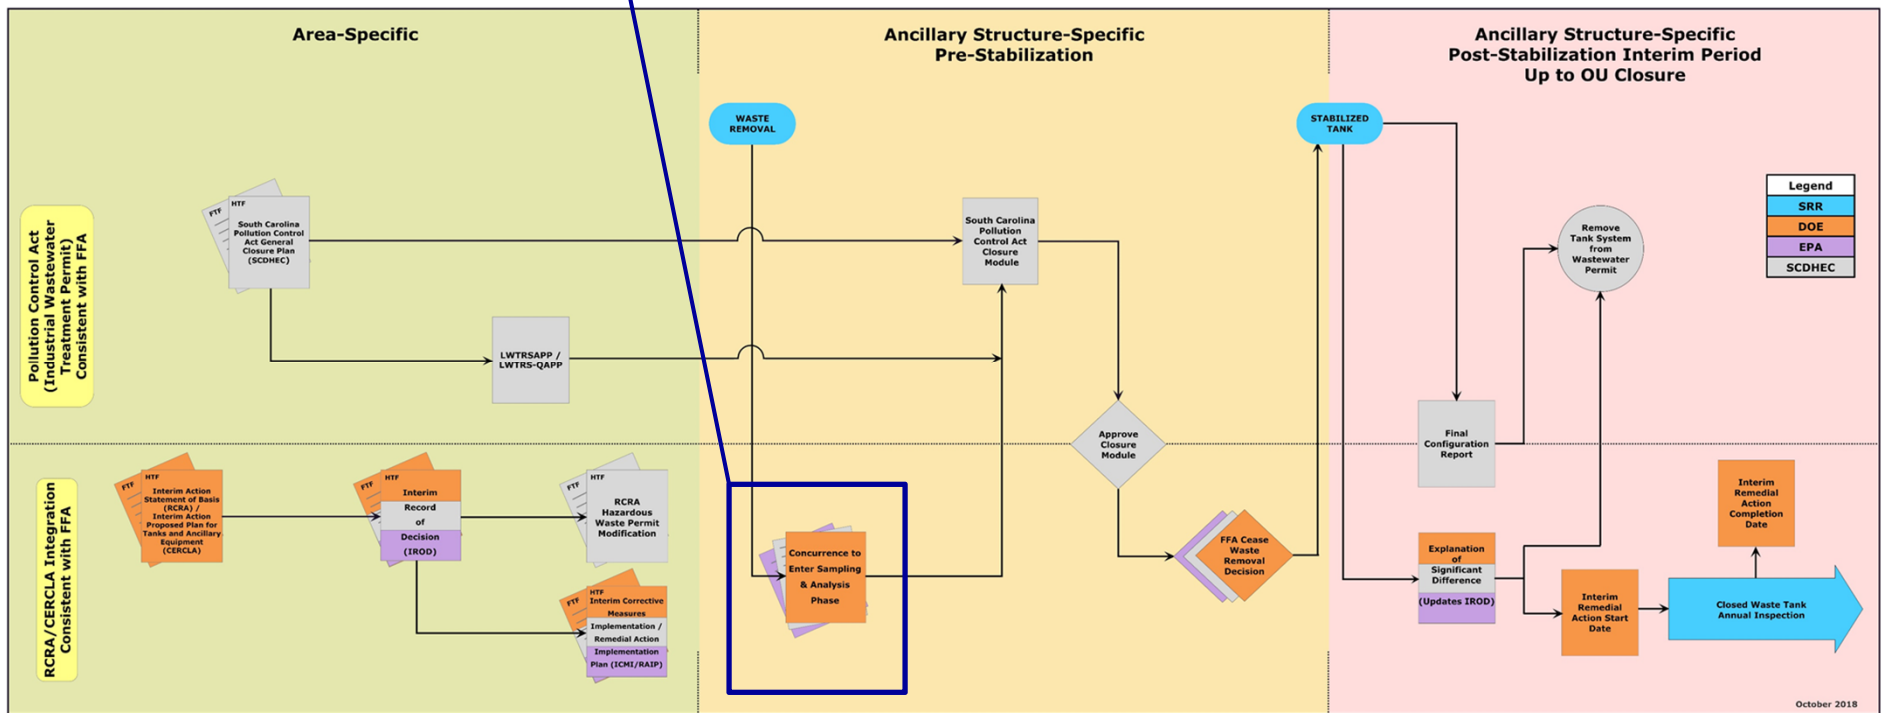 Area-Specific
Ancillary Structure-Specific
Pre-Stabilization
Ancillary Structure-Specific
Post-Stabilization Interim Period
Up to OU Closure
Pollution Control Act
(Industrial Wastewater
Treatment Permit)
Consistent with FFA
FTF
HTF
South Carolina
Pollution Control
Act General
Closure Plan
(SCDHEC)
LWTRSAPP /
LWTRS-QAPP
WASTE
REMOVAL
South Carolina
Pollution
Control Act
Closure
Module
Approve
Closure
Module
STABILIZED
TANK
Final
Configuration
Report
Remove
Tank System
from
Wastewater
Permit
Legend
SRR
DOE
EPA
SCDHEC
RCRA/CERCLA Integration
Consistent with FFA
FTF
HTF
Interim Action
Statement of Basis
(RCRA) /
Interim Action
Proposed Plan for
Tanks and Ancillary
Equipment
(CERCLA)
FTF
HTF
Interim
Record
of
Decision
(IROD)
FTF
HTF
RCRA
Hazardous
Waste Permit
Modification
FTF
HTF
Interim Corrective
Measures
Implementation /
Remedial Action
Implementation
Plan (ICMI/RAIP)
Concurrence to
Enter Sampling
& Analysis
Phase
FFA Cease
Waste
Removal
Decision
Explanation
of
Significant
Difference
(Updates IROD)
Interim
Remedial
Action Start
Date
Interim
Remedial
Action
Completion
Date
Closed Waste Tank
Annual Inspection
October 2018